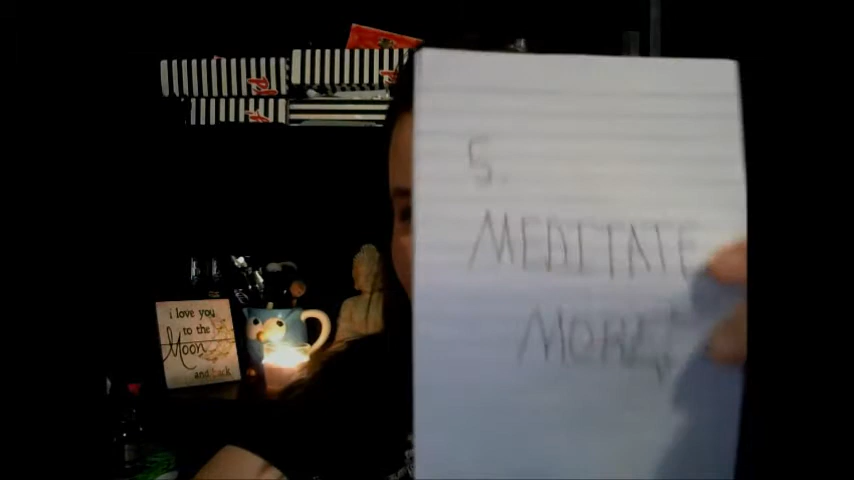 i love you
to the
Moon
and back
5.
MEDITATE
MORE!